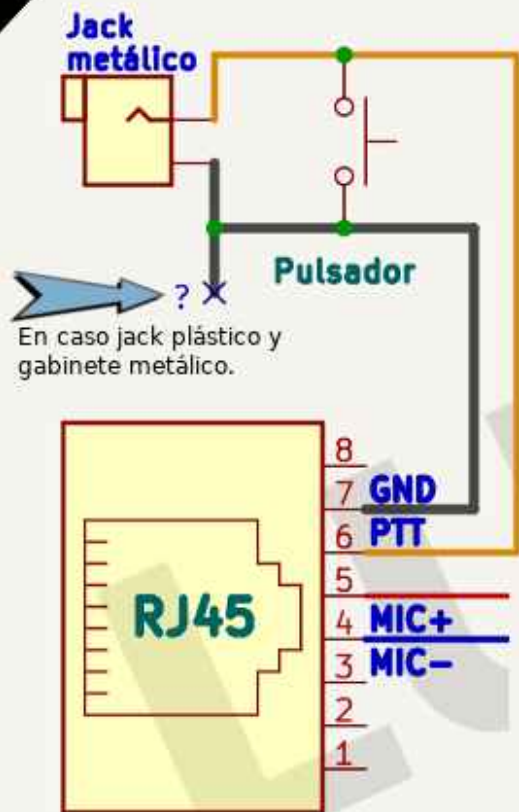 Jack
metálico
Pulsador
?
En caso jack plástico y
gabinete metálico.
8
7 GND
6 PTT
5
RJ45
4 MIC+
3 MIC-
2
1